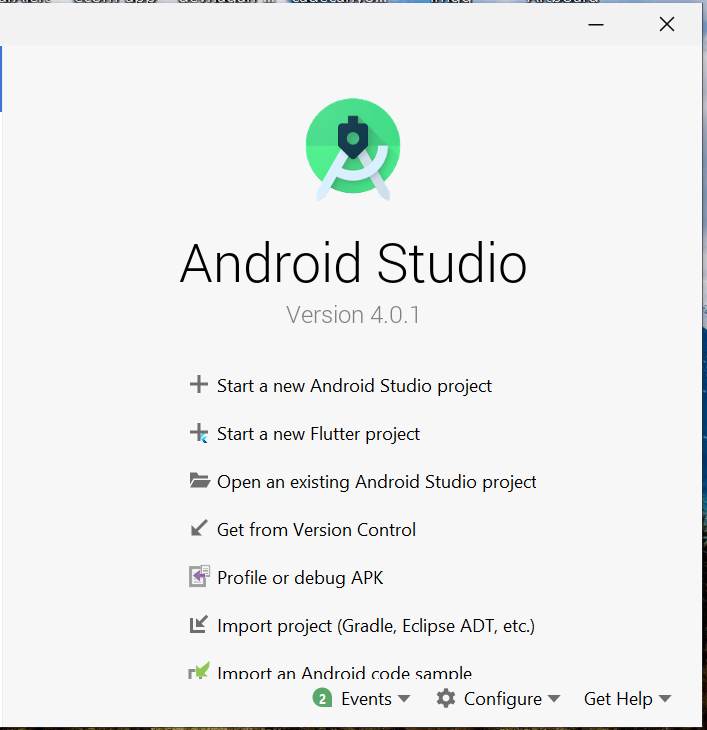 Android Studio
Version 4.0.1
Start a new Android Studio project
Start a new Flutter project
Open an existing Android Studio project
Get from Version Control
Profile or debug APK
Import project (Gradle, Eclipse ADT, etc.)
Import an Android code sample
2 Events Configure Get Help